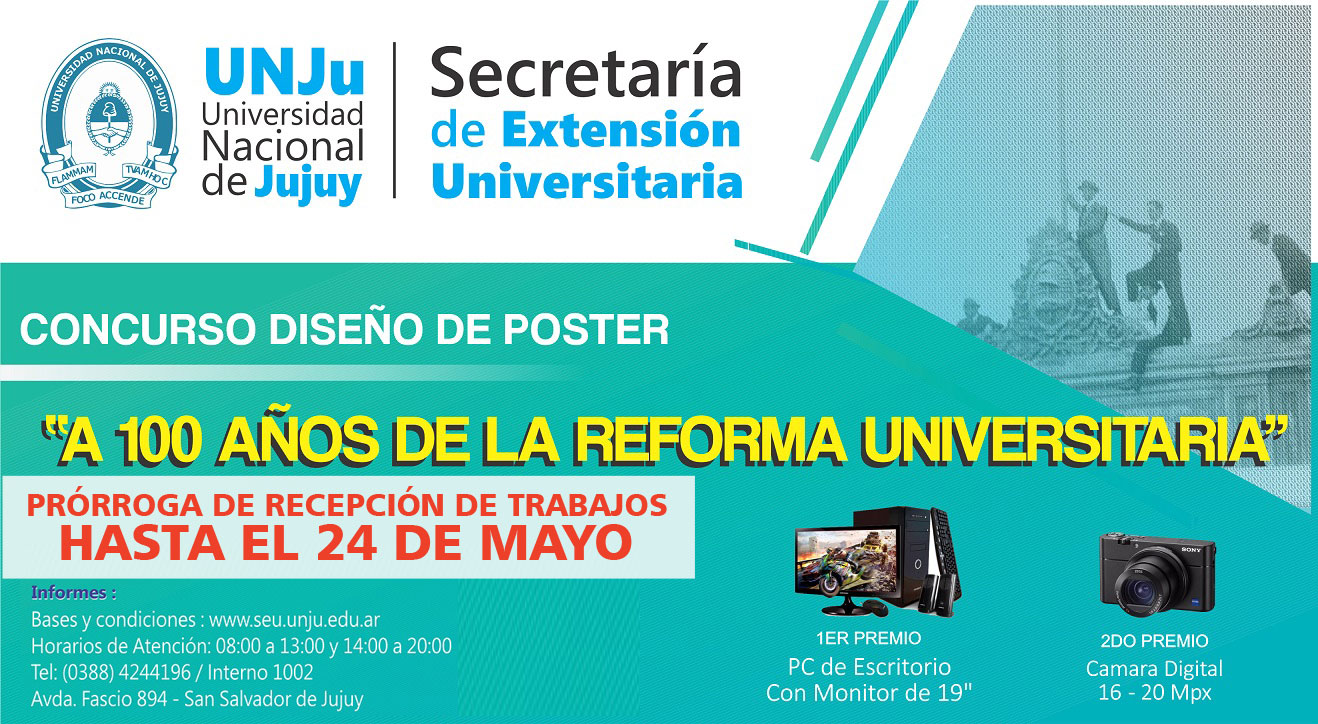 UNIVERSIDAD NACIONAL DE JUJUY
FLAMMAM TVAM HOC
FOCO ACCENDE
UNJu
Universidad
Nacional
de Jujuy
Secretaría
de Extensión
Universitaria
CONCURSO DISEÑO DE POSTER
“A 100 AÑOS DE LA REFORMA UNIVERSITARIA”
PRÓRROGA DE RECEPCIÓN DE TRABAJOS
HASTA EL 24 DE MAYO
Informes :
Bases y condiciones : www.seu.unju.edu.ar
Horarios de Atención: 08:00 a 13:00 y 14:00 a 20:00
Tel: (0388) 4244196 / Interno 1002
Avda. Fascio 894 - San Salvador de Jujuy
1ER PREMIO
PC de Escritorio
Con Monitor de 19"
SONY
2DO PREMIO
Camara Digital
16 - 20 Mpx